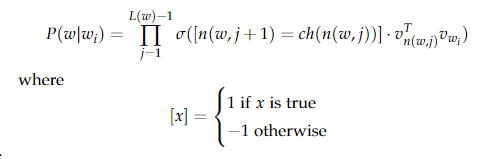 P(w|w_i) = ∏_{j-1}^{L(w)-1} σ([n(w, j+1) = ch(n(w, j))] · v_{n(w,j)}^T v_{w_i})
where
[x] = { 1 if x is true
−1 otherwise